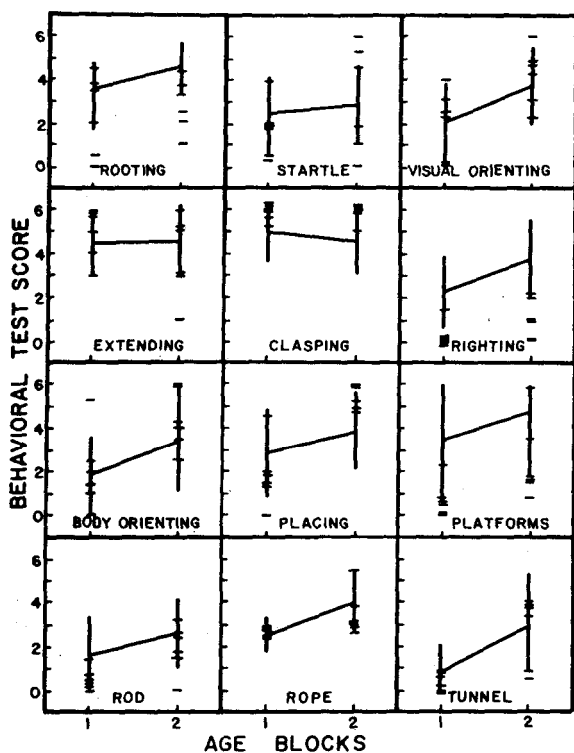 BEHAVIORAL TEST SCORE
6
4
2
0
ROOTING
STARTLE
VISUAL ORIENTING
6
4
2
0
EXTENDING
CLASPING
RIGHTING
6
4
2
0
BODY ORIENTING
PLACING
PLATFORMS
6
4
2
0
ROD
ROPE
TUNNEL
1 2 1 2 1 2
AGE BLOCKS